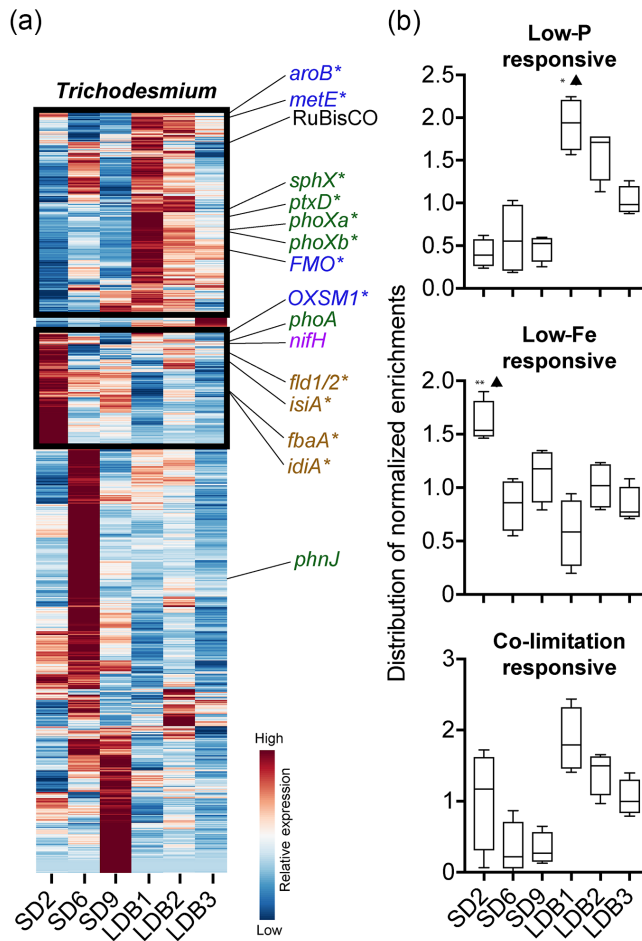 (a)
Trichodesmium
aroB*
metE*
RuBisCO
sphX*
ptxD*
phoXa*
phoXb*
FMO*
OXSM1*
phoA
nifH
fld1/2*
isiA*
fbaA*
idiA*
phnJ
High
Relative expression
Low
SD2
SD6
SD9
LDB1
LDB2
LDB3
(b)
Distribution of normalized enrichments
Low-P
responsive
2.5
2.0
1.5
1.0
0.5
0
* ▲
Low-Fe
responsive
2.0
1.5
1.0
0.5
0
** ▲
Co-limitation
responsive
3
2
1
0
SD2
SD6
SD9
LDB1
LDB2
LDB3